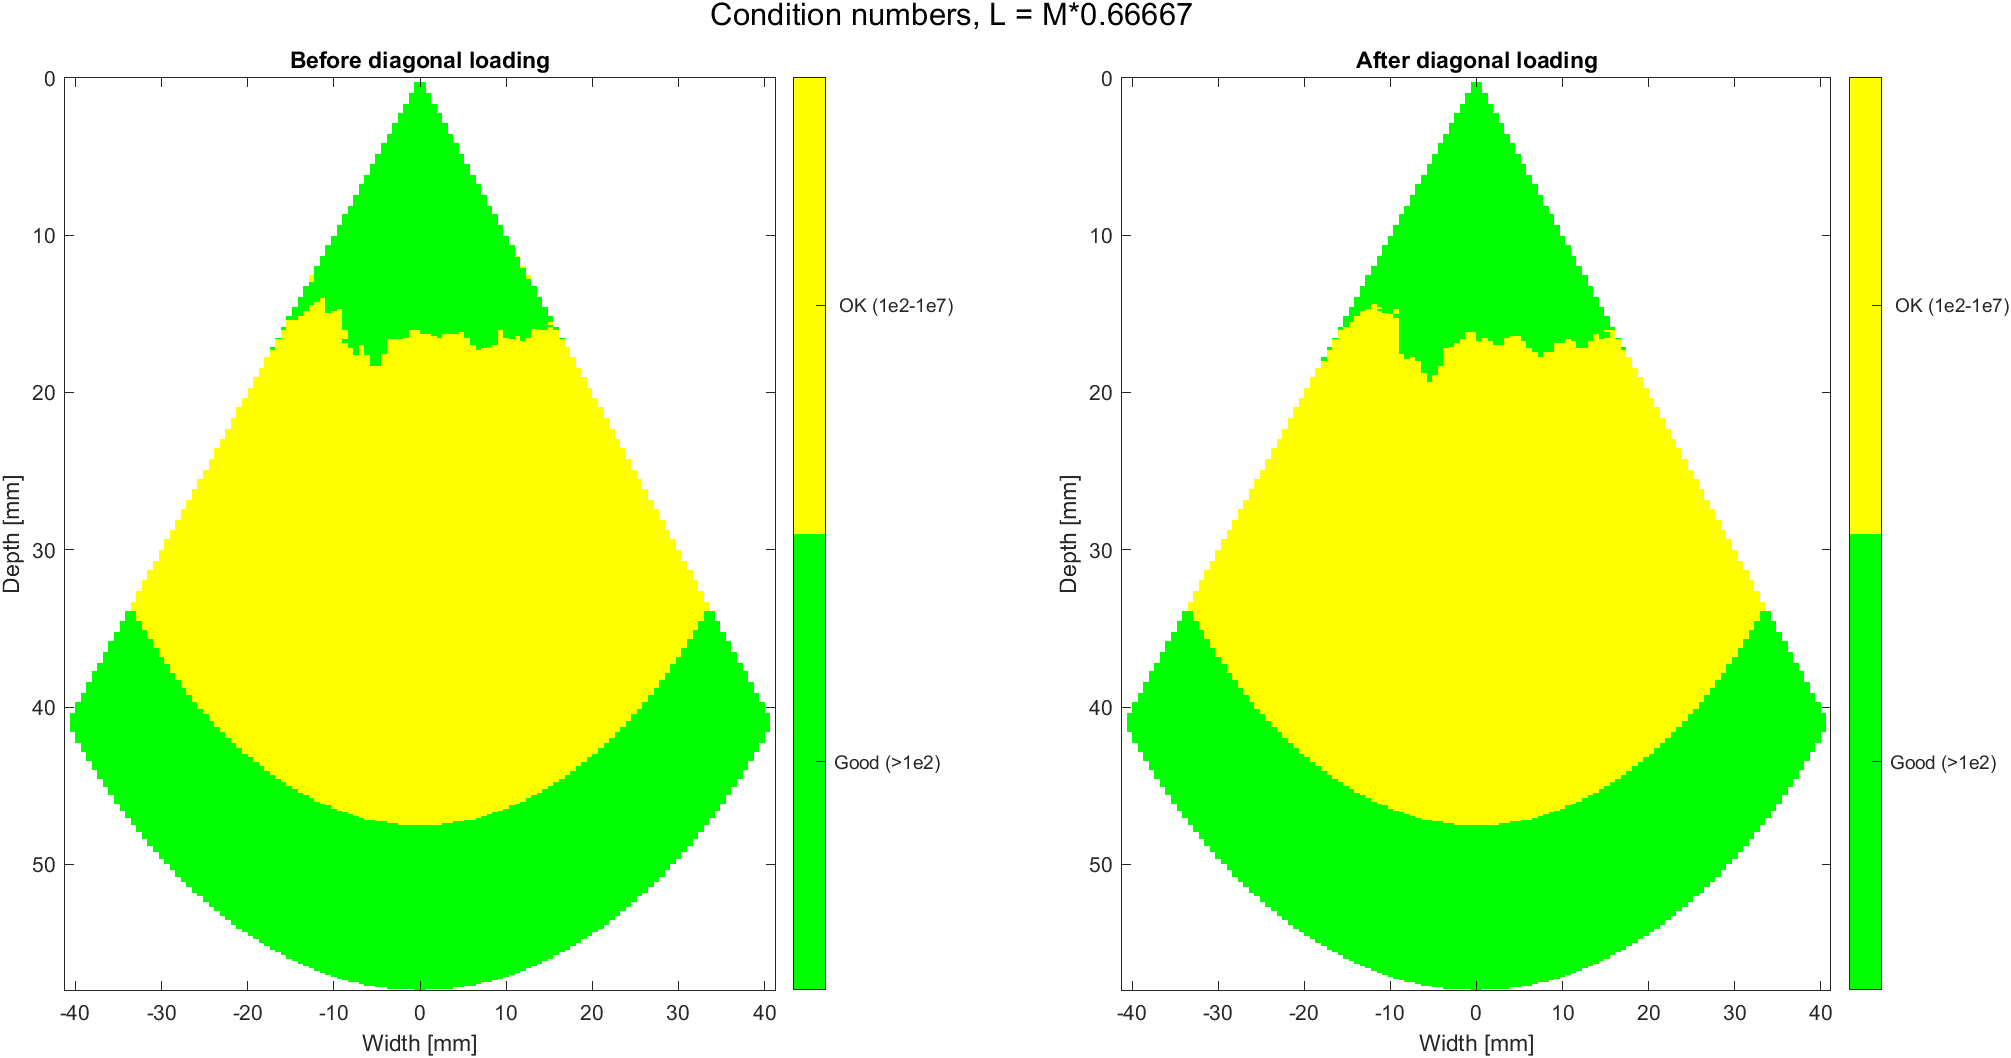 Condition numbers, L = M*0.66667
Before diagonal loading
0
10
20
30
40
50
Depth [mm]
-40 -30 -20 -10 0 10 20 30 40
Width [mm]
OK (1e2-1e7)
Good (>1e2)
After diagonal loading
0
10
20
30
40
50
Depth [mm]
-40 -30 -20 -10 0 10 20 30 40
Width [mm]
OK (1e2-1e7)
Good (>1e2)